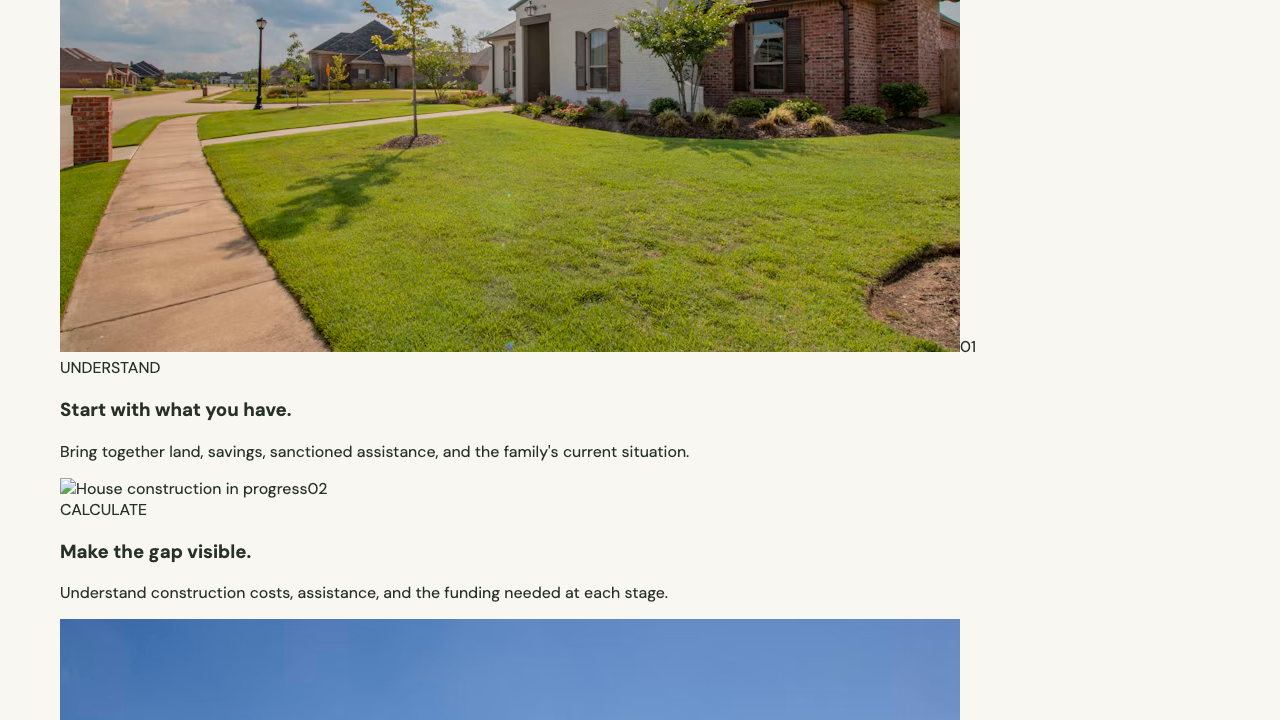 01
UNDERSTAND
Start with what you have.
Bring together land, savings, sanctioned assistance, and the family's current situation.
House construction in progress02
CALCULATE
Make the gap visible.
Understand construction costs, assistance, and the funding needed at each stage.